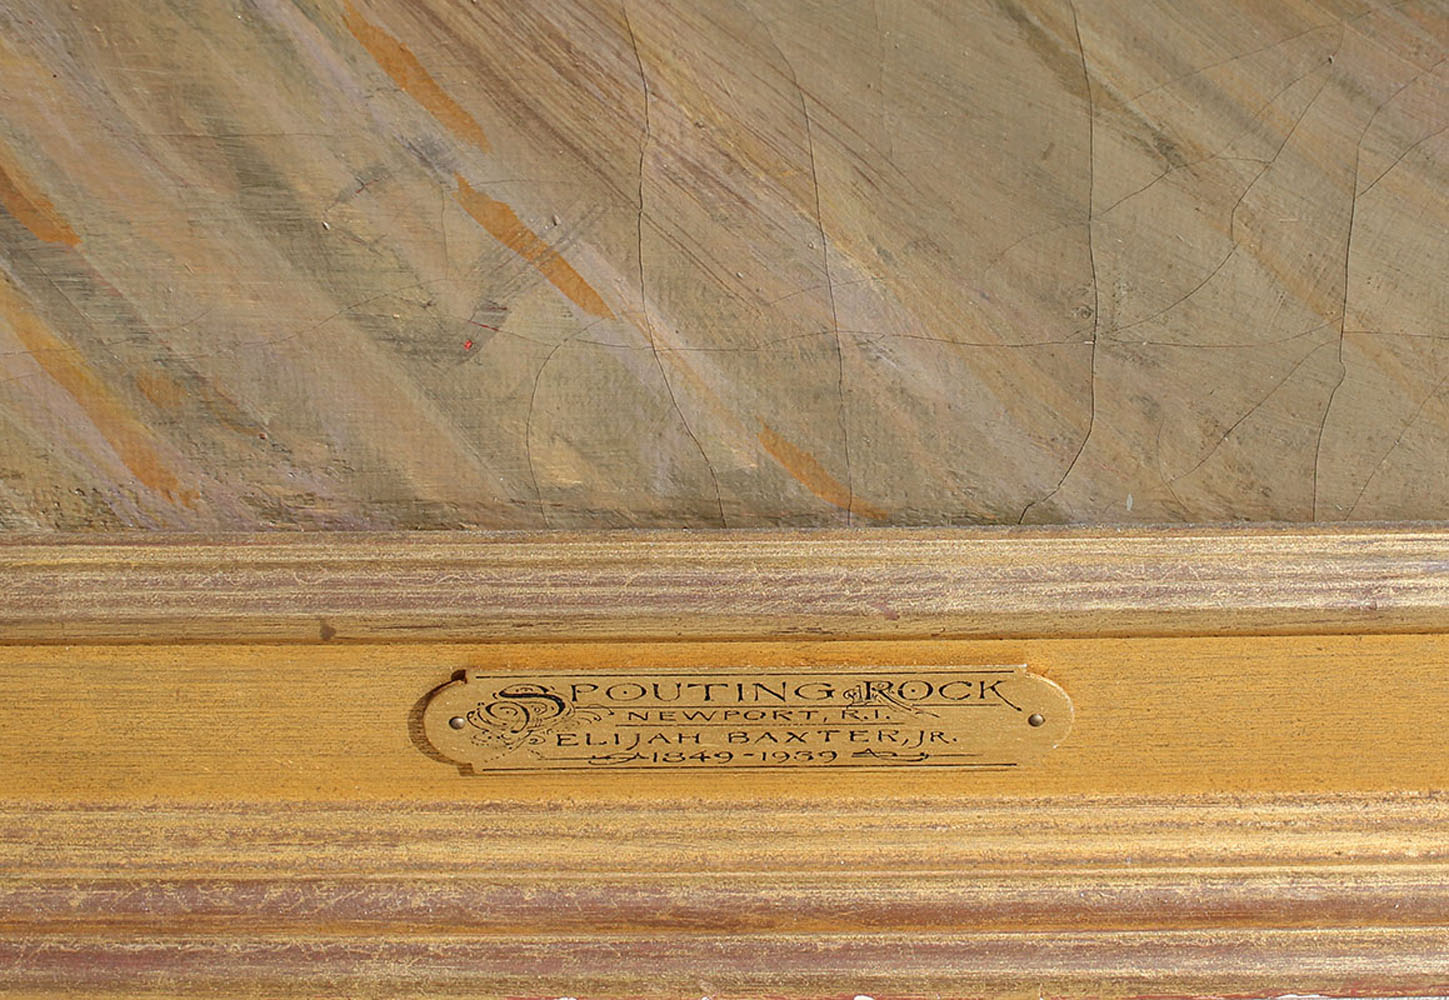 SPOUTING ROCK
NEWPORT, R.I.
ELIJAH BAXTER, JR.
1849-1939